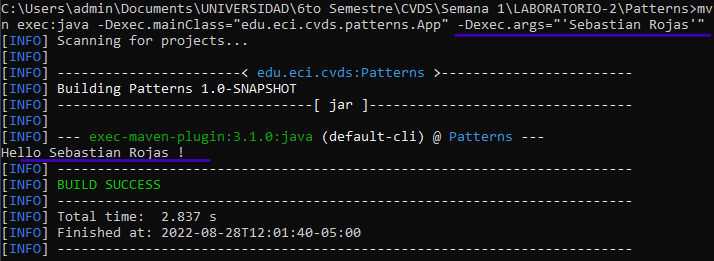 C:\Users\admin\Documents\UNIVERSIDAD\6to Semestre\CVDS\Semana 1\LABORATORIO-2\Patterns>mv
n exec:java -Dexec.mainClass="edu.eci.cvds.patterns.App" -Dexec.args="'Sebastian Rojas'"
[INFO] Scanning for projects...
[INFO]
[INFO] -----------------------< edu.eci.cvds:Patterns >------------------------
[INFO] Building Patterns 1.0-SNAPSHOT
[INFO] --------------------------------[ jar ]---------------------------------
[INFO]
[INFO] --- exec-maven-plugin:3.1.0:java (default-cli) @ Patterns ---
Hello Sebastian Rojas !
[INFO] ------------------------------------------------------------------------
[INFO] BUILD SUCCESS
[INFO] ------------------------------------------------------------------------
[INFO] Total time:  2.837 s
[INFO] Finished at: 2022-08-28T12:01:40-05:00
[INFO] ------------------------------------------------------------------------